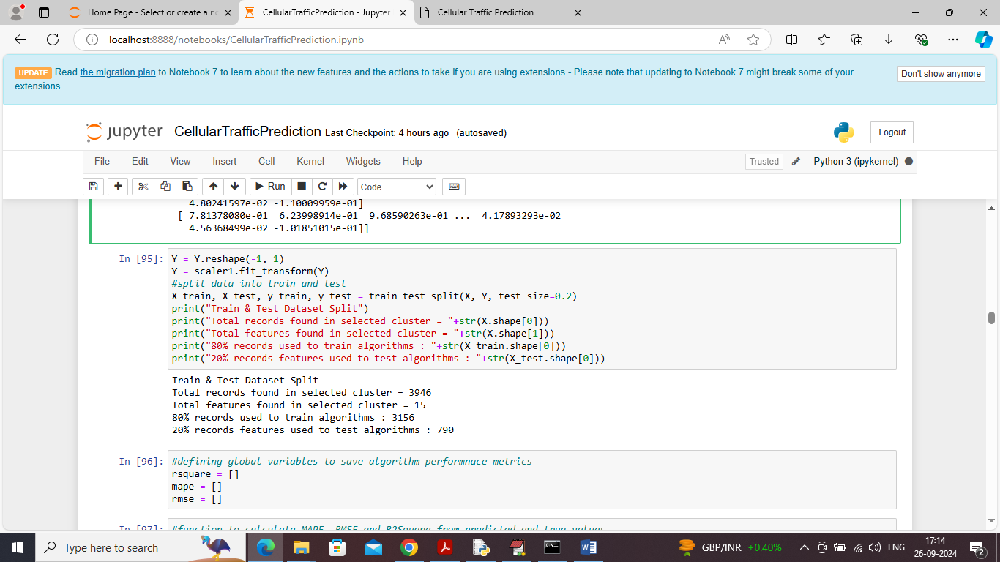 Home Page - Select or create a n
CellularTrafficPrediction - Jupyter
Cellular Traffic Prediction
localhost:8888/notebooks/CellularTrafficPrediction.ipynb
UPDATE Read the migration plan to Notebook 7 to learn about the new features and the actions to take if you are using extensions - Please note that updating to Notebook 7 might break some of your
extensions.
Don't show anymore
jupyter CellularTrafficPrediction Last Checkpoint: 4 hours ago (autosaved)
Logout
File Edit View Insert Cell Kernel Widgets Help
Trusted Python 3 (ipykernel)
Run Code
4.80241597e-02 -1.10009959e-01]
[ 7.81378080e-01 6.23998914e-01 9.68590263e-01 ... 4.17893293e-02
4.56368499e-02 -1.01851015e-01]]
In [95]: Y = Y.reshape(-1, 1)
Y = scaler1.fit_transform(Y)
#split data into train and test
X_train, X_test, y_train, y_test = train_test_split(X, Y, test_size=0.2)
print("Train & Test Dataset Split")
print("Total records found in selected cluster = "+str(X.shape[0]))
print("Total features found in selected cluster = "+str(X.shape[1]))
print("80% records used to train algorithms : "+str(X_train.shape[0]))
print("20% records features used to test algorithms : "+str(X_test.shape[0]))
Train & Test Dataset Split
Total records found in selected cluster = 3946
Total features found in selected cluster = 15
80% records used to train algorithms : 3156
20% records features used to test algorithms : 790
In [96]: #defining global variables to save algorithm performnace metrics
rsquare = []
mape = []
rmse = []
In [97]: #function to calculate MAPE, RMSE and R2Square from predicted and true values
Type here to search
GBP/INR +0.40%
ENG
17:14
26-09-2024
2